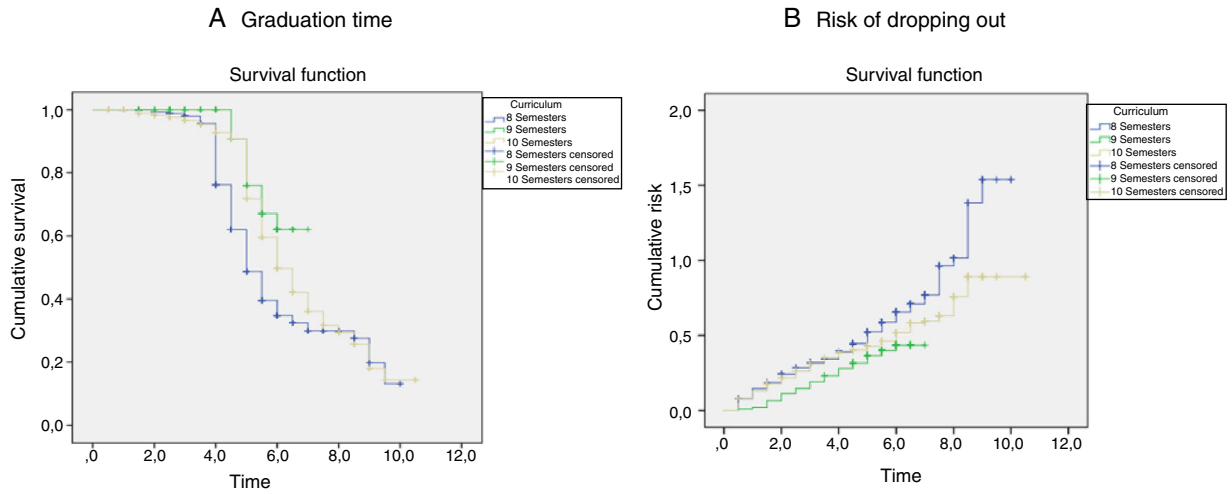 A Graduation time
Survival function
Cumulative survival
1,0
0,8
0,6
0,4
0,2
0,0
,0 2,0 4,0 6,0 8,0 10,0 12,0
Time
Curriculum
8 Semesters
9 Semesters
10 Semesters
8 Semesters censored
9 Semesters censored
10 Semesters censored
B Risk of dropping out
Survival function
Cumulative risk
2,0
1,5
1,0
0,5
0,0
,0 2,0 4,0 6,0 8,0 10,0 12,0
Time
Curriculum
8 Semesters
9 Semesters
10 Semesters
8 Semesters censored
9 Semesters censored
10 Semesters censored